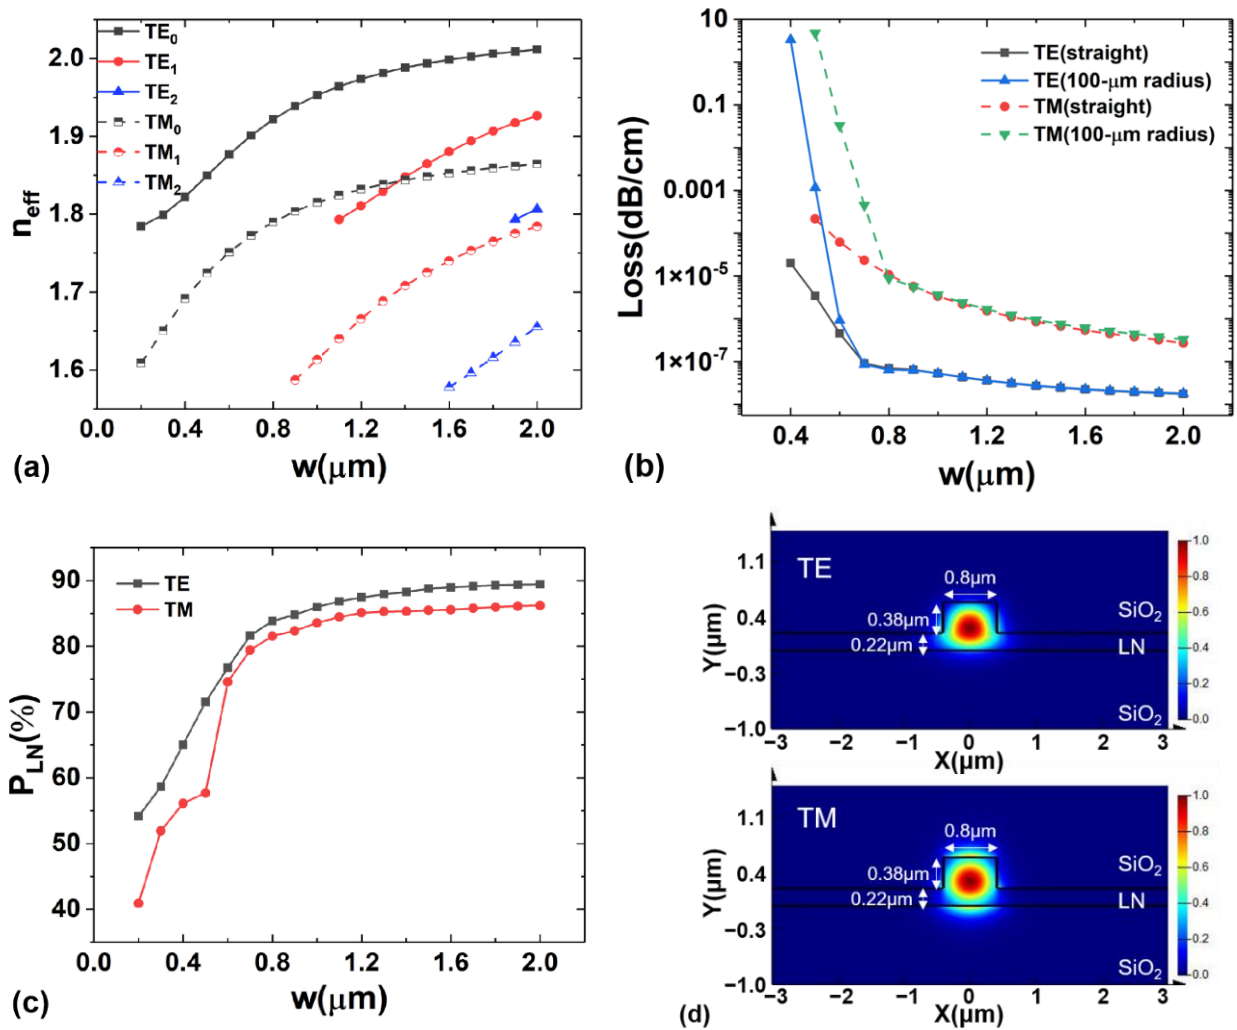 TE₀
TE₁
TE₂
TM₀
TM₁
TM₂
2.0
1.9
1.8
1.7
1.6
nₑff
0.0 0.4 0.8 1.2 1.6 2.0
w(μm)
(a)
TE(straight)
TE(100-μm radius)
TM(straight)
TM(100-μm radius)
10
0.1
0.001
1×10⁻⁵
1×10⁻⁷
Loss(dB/cm)
0.4 0.8 1.2 1.6 2.0
w(μm)
(b)
TE
TM
90
80
70
60
50
40
P_LN(%)
0.0 0.4 0.8 1.2 1.6 2.0
w(μm)
(c)
TE
0.8μm
0.38μm
0.22μm
SiO₂
LN
SiO₂
1.1
0.4
−0.3
−1.0
Y(μm)
−3 −2 −1 0 1 2 3
X(μm)
1.0
0.8
0.6
0.4
0.2
0.0
TM
0.8μm
0.38μm
0.22μm
SiO₂
LN
SiO₂
1.1
0.4
−0.3
−1.0
Y(μm)
−3 −2 −1 0 1 2 3
X(μm)
1.0
0.8
0.6
0.4
0.2
0.0
(d)